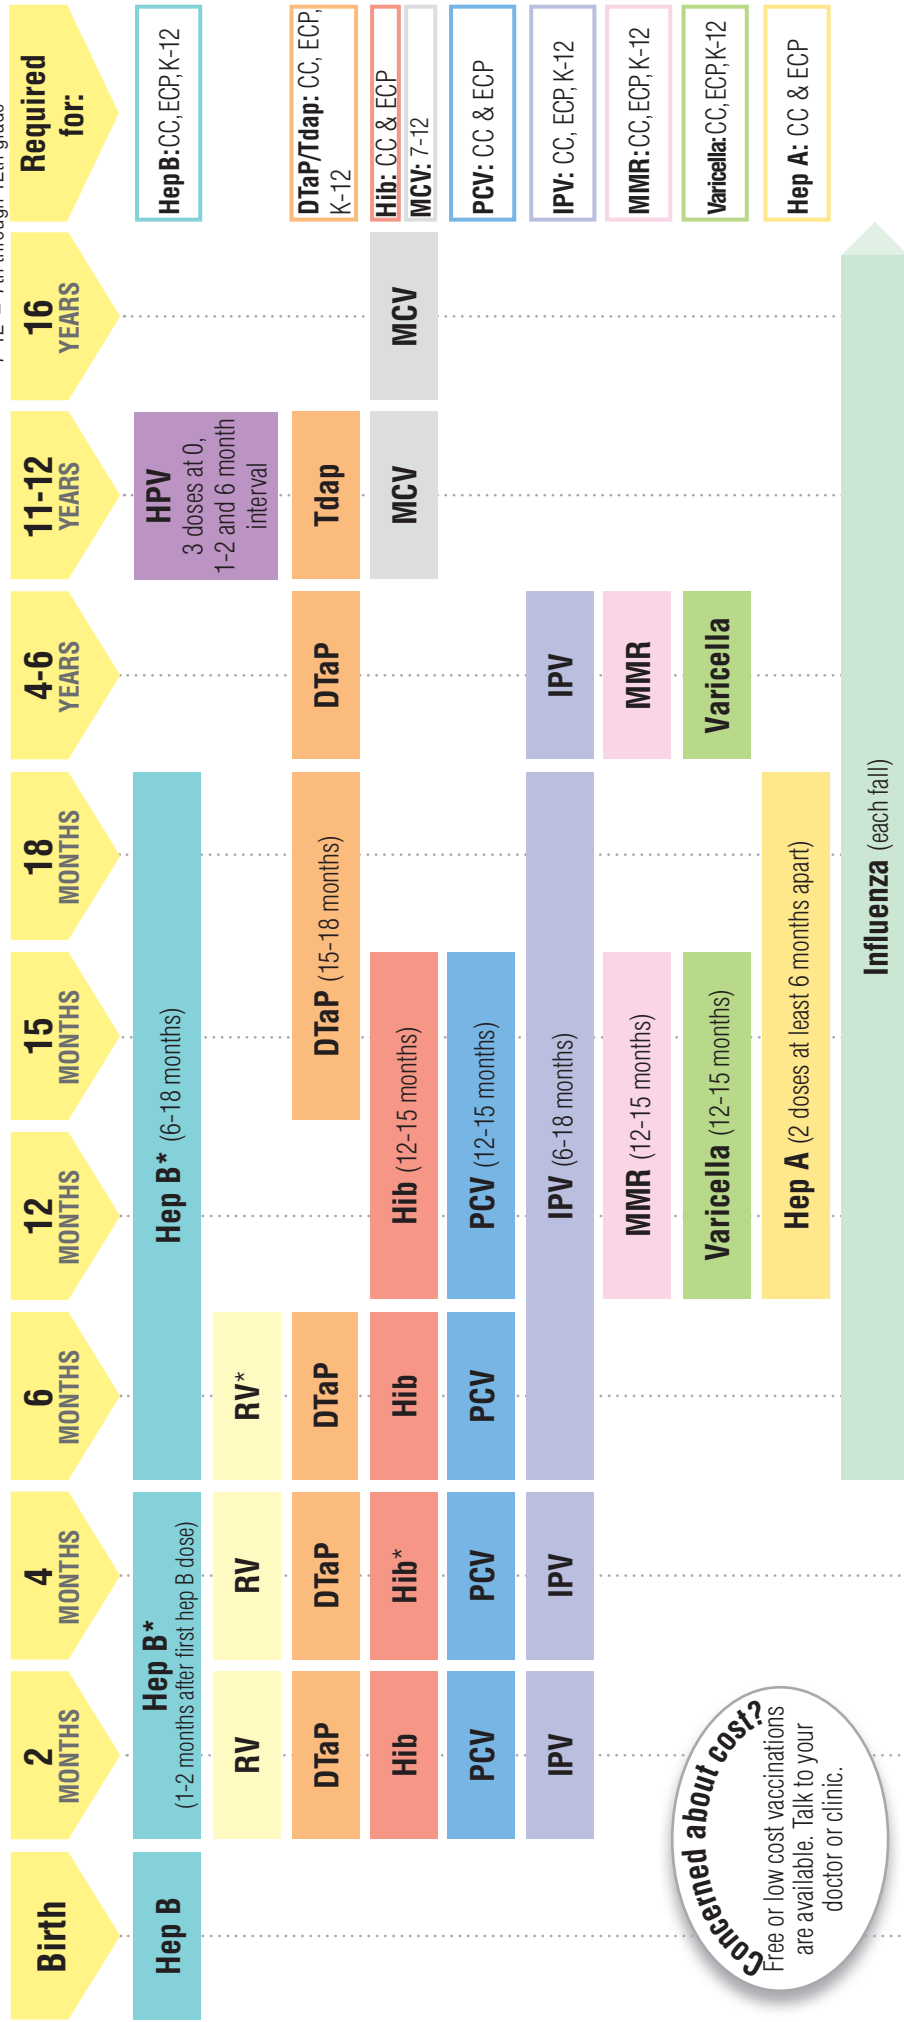 7-12 = 7th through 12th grade
Birth
2
MONTHS
4
MONTHS
6
MONTHS
12
MONTHS
15
MONTHS
18
MONTHS
4-6
YEARS
11-12
YEARS
16
YEARS
Required
for:
Hep B
Hep B*
(1-2 months after first hep B dose)
Hep B* (6-18 months)
HPV
3 doses at 0,
1-2 and 6 month
interval
HepB:CC, ECP,K-12
RV
RV
RV*
DTaP
DTaP
DTaP
DTaP (15-18 months)
DTaP
Tdap
DTaP/Tdap: CC, ECP,
K-12
Hib
Hib*
Hib
Hib (12-15 months)
MCV
MCV
Hib: CC & ECP
MCV: 7-12
PCV
PCV
PCV
PCV (12-15 months)
PCV: CC & ECP
IPV
IPV
IPV (6-18 months)
IPV
IPV: CC, ECP,K-12
MMR (12-15 months)
MMR
MMR:CC, ECP,K-12
Varicella (12-15 months)
Varicella
Varicella: CC, ECP,K-12
Hep A (2 doses at least 6 months apart)
Hep A: CC & ECP
Influenza (each fall)
Concerned about cost?
Free or low cost vaccinations
are available. Talk to your
doctor or clinic.